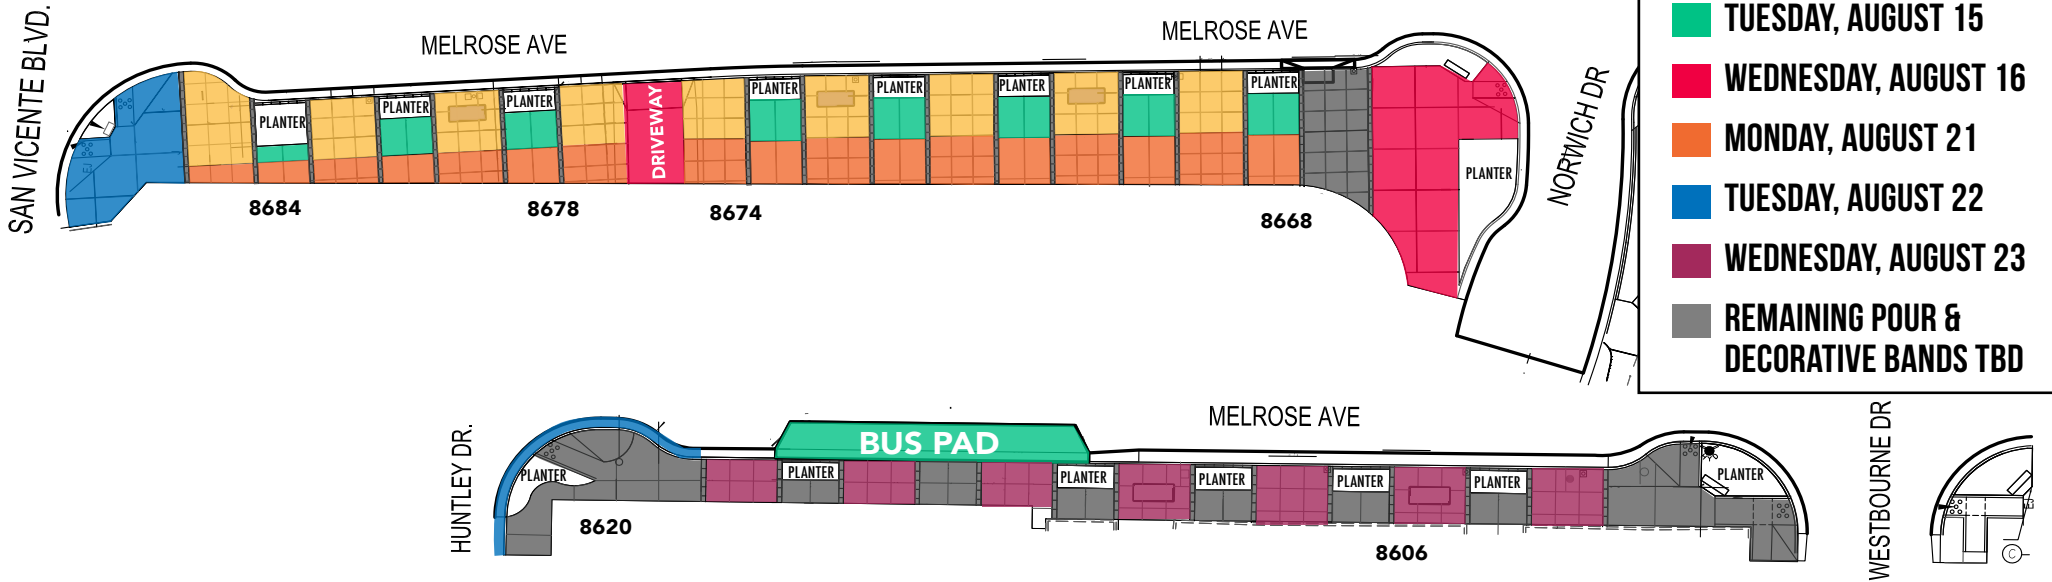 SAN VICENTE BLVD.
MELROSE AVE
MELROSE AVE
NORWICH DR
PLANTER
PLANTER
PLANTER
DRIVEWAY
PLANTER
PLANTER
PLANTER
PLANTER
PLANTER
PLANTER
8684
8678
8674
8668
TUESDAY, AUGUST 15
WEDNESDAY, AUGUST 16
MONDAY, AUGUST 21
TUESDAY, AUGUST 22
WEDNESDAY, AUGUST 23
REMAINING POUR &
DECORATIVE BANDS TBD
HUNTLEY DR.
MELROSE AVE
WESTBOURNE DR
BUS PAD
PLANTER
PLANTER
PLANTER
PLANTER
PLANTER
PLANTER
PLANTER
8620
8606
C